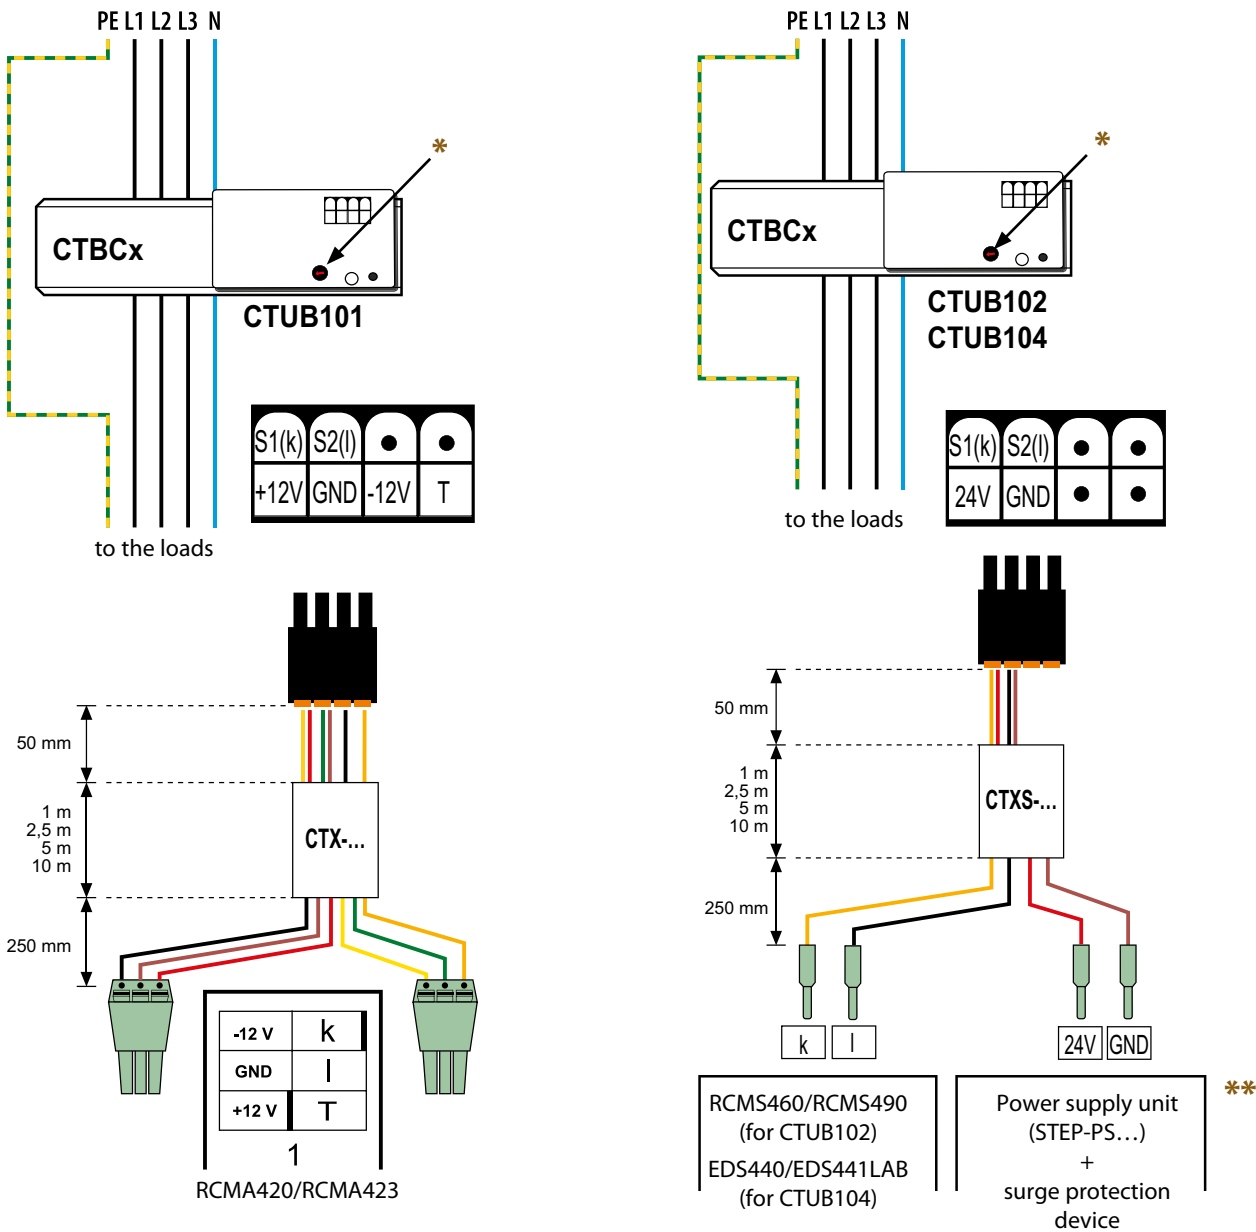 PE L1 L2 L3 N
*
CTBCx
CTUB101
S1(k) S2(l)
+12V GND -12V T
to the loads
50 mm
1 m
2,5 m
5 m
10 m
CTX-...
250 mm
-12 V k
GND l
+12 V T
1
RCMA420/RCMA423
PE L1 L2 L3 N
*
CTBCx
CTUB102
CTUB104
S1(k) S2(l)
24V GND
to the loads
50 mm
1 m
2,5 m
5 m
10 m
CTXS-...
250 mm
k l 24V GND
RCMS460/RCMS490
(for CTUB102)
EDS440/EDS441LAB
(for CTUB104)
Power supply unit
(STEP-PS...)
+
surge protection
device
**